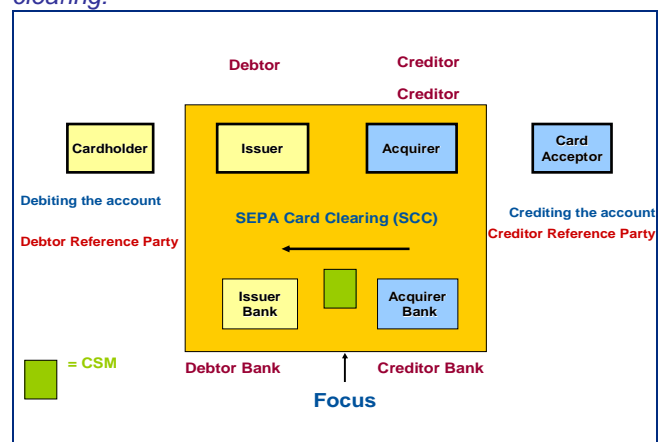 clearing.
Debtor
Creditor
Creditor
Cardholder
Issuer
Acquirer
Card
Acceptor
Debiting the account
SEPA Card Clearing (SCC)
Crediting the account
Debtor Reference Party
Creditor Reference Party
Issuer
Bank
Acquirer
Bank
= CSM
Debtor Bank
Creditor Bank
Focus